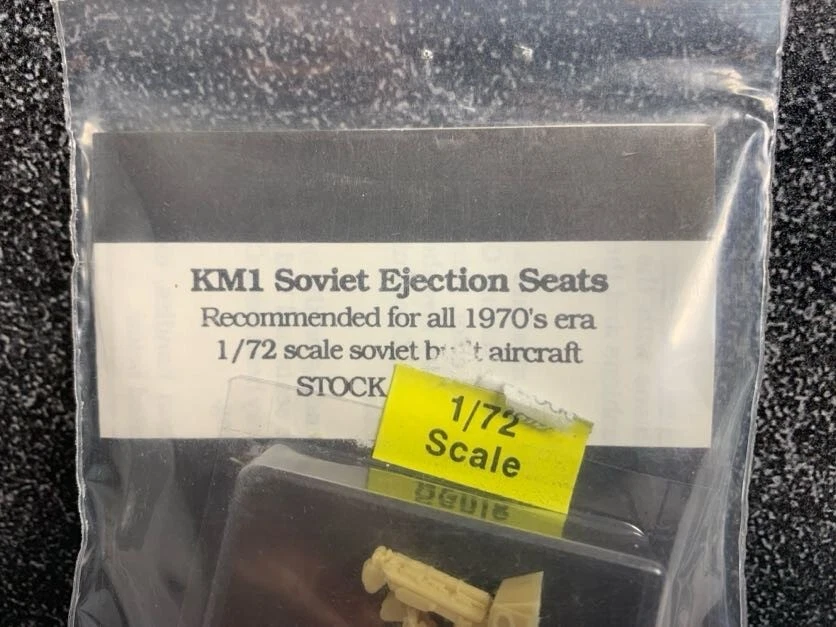 KM1 Soviet Ejection Seats
Recommended for all 1970's era
1/72 scale soviet aircraft
STOCK
1/72
Scale